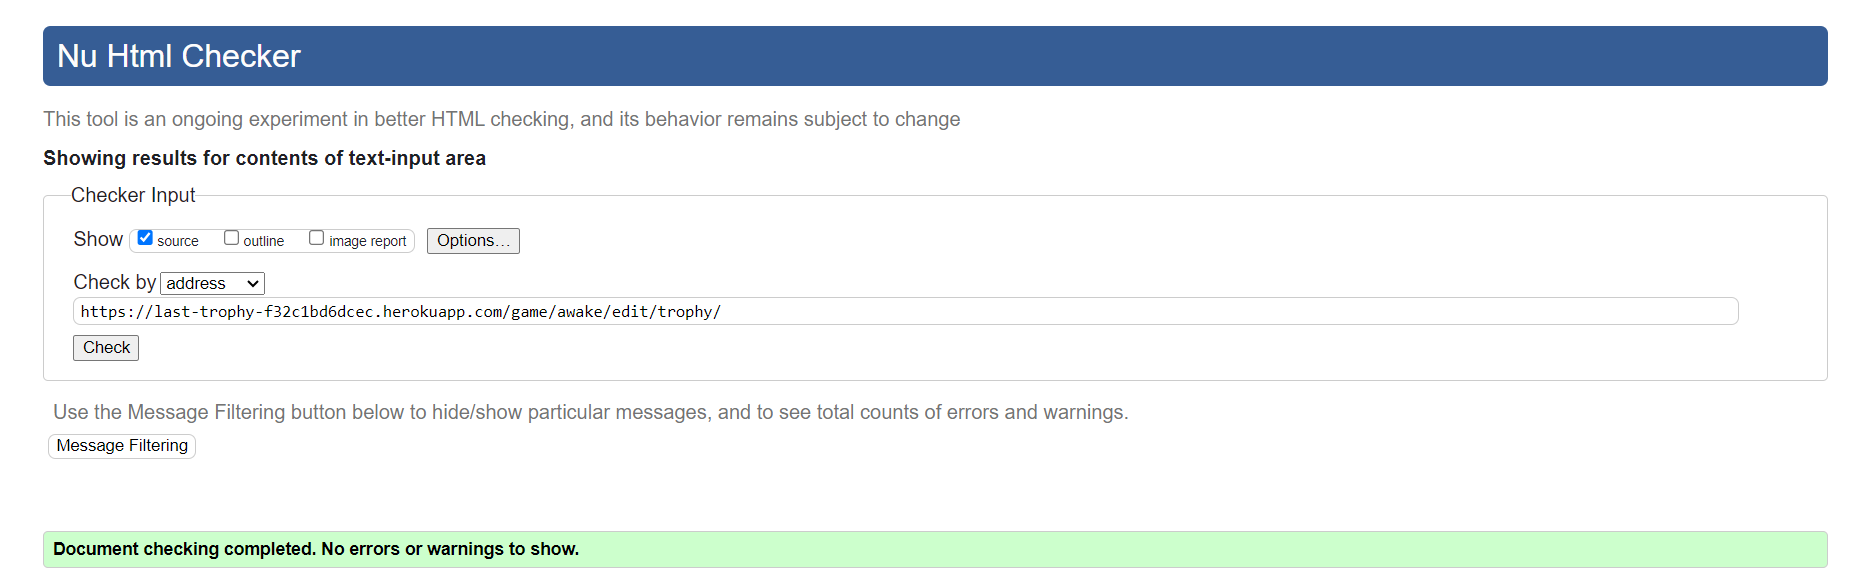 Nu Html Checker
This tool is an ongoing experiment in better HTML checking, and its behavior remains subject to change
Showing results for contents of text-input area
Checker Input
Show source outline image report Options...
Check by address
https://last-trophy-f32c1bd6dcec.herokuapp.com/game/awake/edit/trophy/
Check
Use the Message Filtering button below to hide/show particular messages, and to see total counts of errors and warnings.
Message Filtering
Document checking completed. No errors or warnings to show.